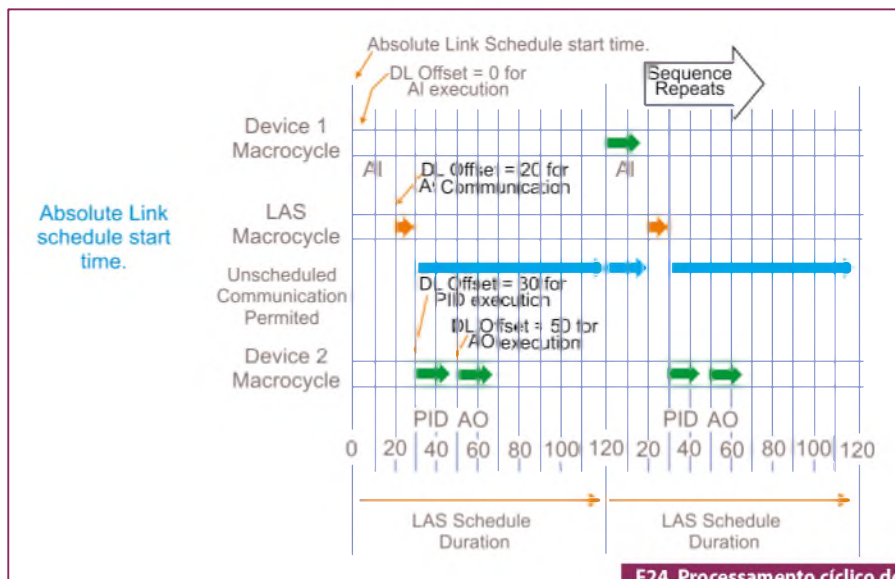 Absolute Link Schedule start time.
DL Offset = 0 for
AI execution
Sequence
Repeats
Device 1
Macrocycle
AI
AI
DL Offset = 20 for
Communication
Absolute Link
schedule start
time.
LAS
Macrocycle
Unscheduled
Communication
Permited
DL Offset = 30 for
PID execution
DL Offset = 50 for
AO execution
Device 2
Macrocycle
PID AO
PID AO
0 20 40 60 80 100 120 20 40 60 80 100 120
LAS Schedule
Duration
LAS Schedule
Duration
F24. Processamento cíclico d